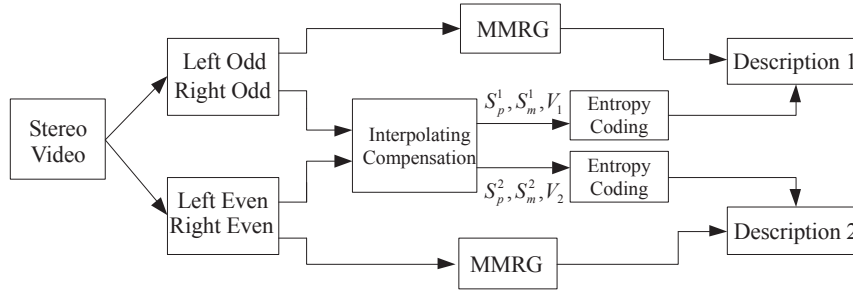 MMRG
Left Odd
Right Odd
Description 1
Stereo
Video
Interpolating
Compensation
S_p^1, S_m^1, V_1
Entropy
Coding
S_p^2, S_m^2, V_2
Entropy
Coding
Left Even
Right Even
Description 2
MMRG